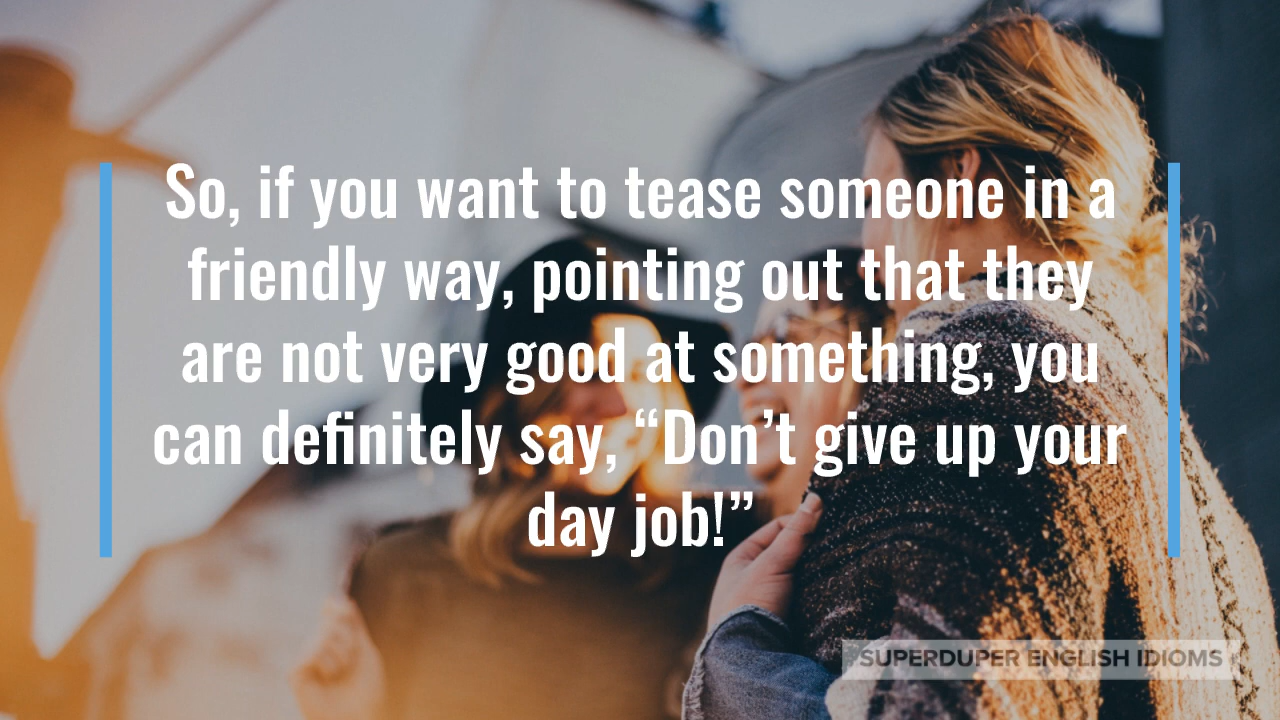 So, if you want to tease someone in a
friendly way, pointing out that they
are not very good at something, you
can definitely say, “Don’t give up your
day job!”
SUPERDUPER ENGLISH IDIOMS